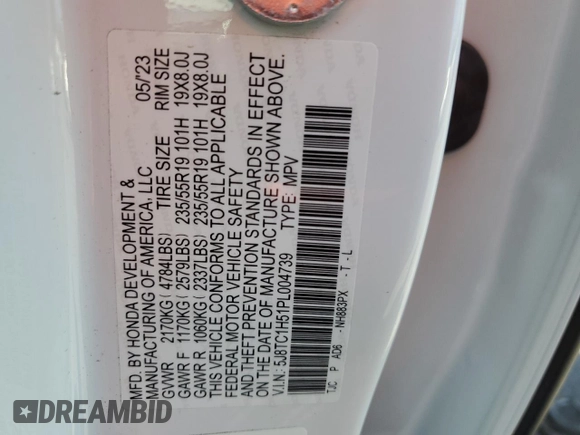 MFD. BY HONDA DEVELOPMENT &
MANUFACTURING OF AMERICA, LLC 05/'23
GVWR 2170KG ( 4784LBS) TIRE SIZE RIM SIZE
GAWR F 1170KG ( 2579LBS) 235/55R19 101H 19X8.0J
GAWR R 1060KG ( 2337LBS) 235/55R19 101H 19X8.0J
THIS VEHICLE CONFORMS TO ALL APPLICABLE
FEDERAL MOTOR VEHICLE SAFETY
AND THEFT PREVENTION STANDARDS IN EFFECT
ON THE DATE OF MANUFACTURE SHOWN ABOVE.
V.I.N.: 5J8TC1H51PL004739 TYPE: MPV
TJC P AD6 - NH883PX - T - L
DREAMBID